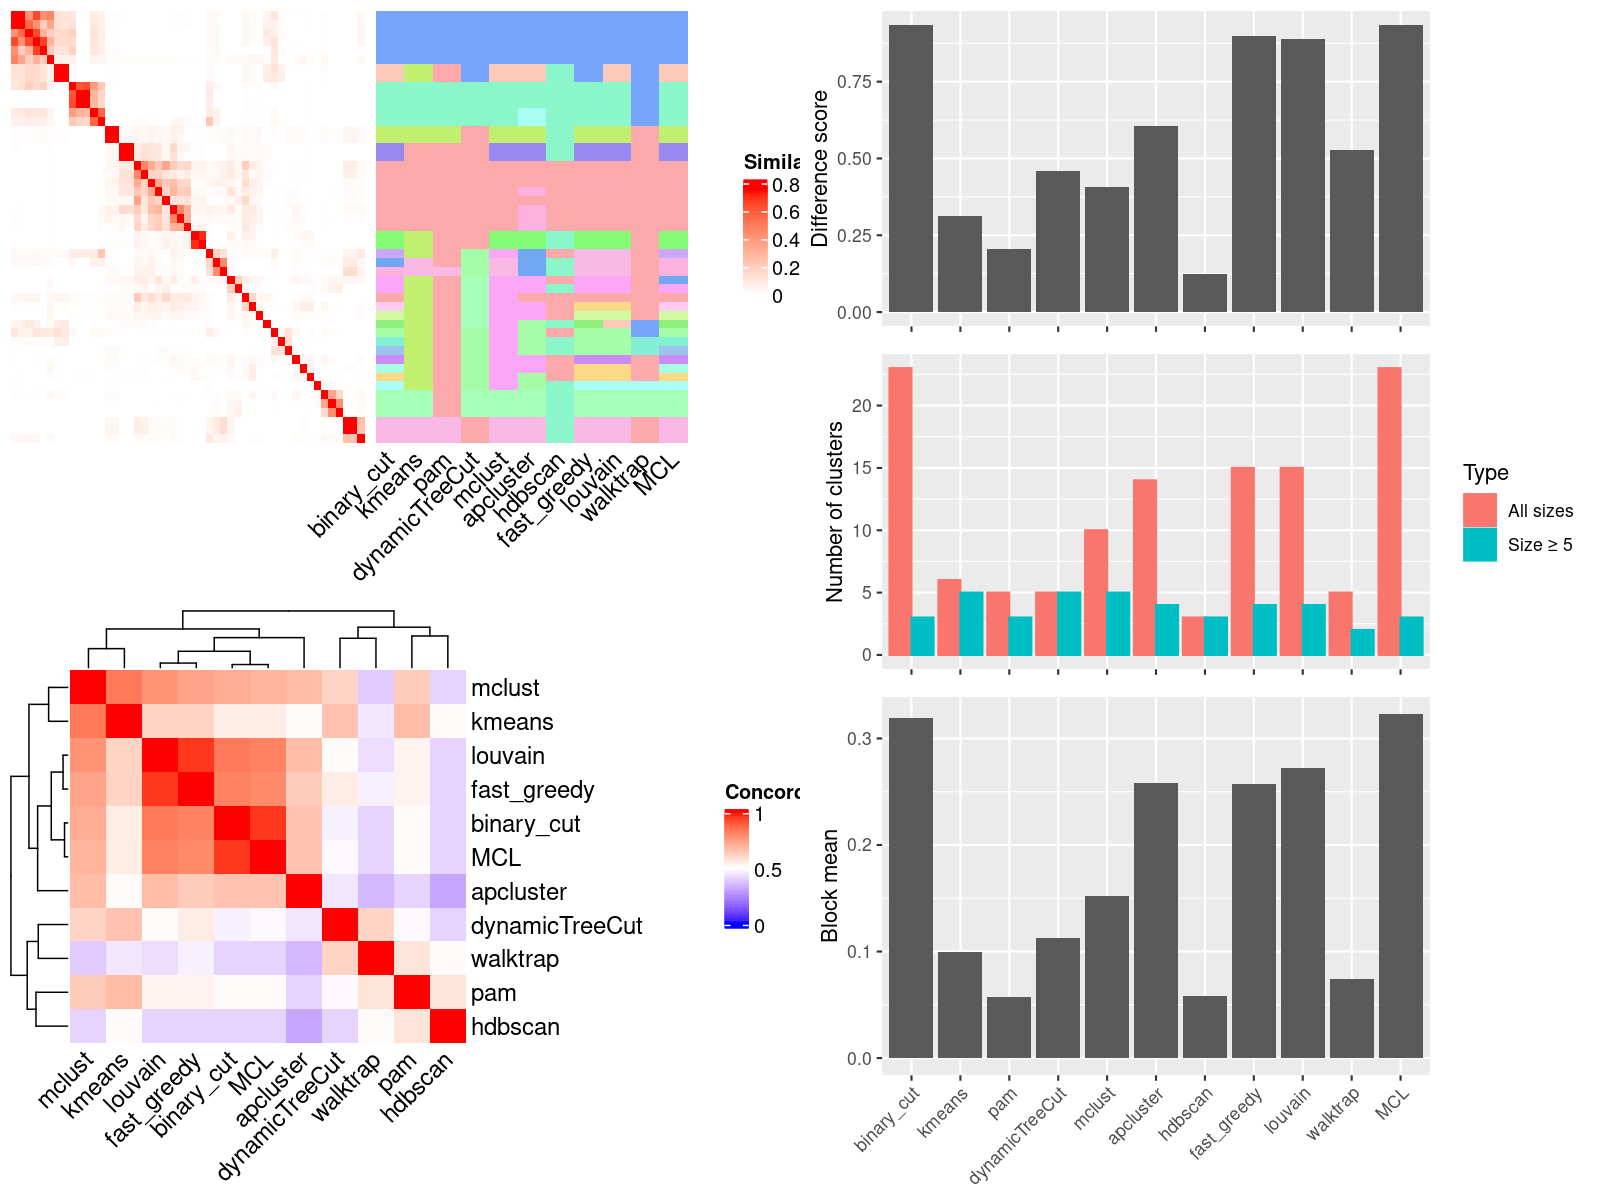 Simila
0.8
0.6
0.4
0.2
0
binary_cut
kmeans
pam
dynamicTreeCut
mclust
apcluster
hdbscan
fast_greedy
louvain
walktrap
MCL
mclust
kmeans
louvain
fast_greedy
binary_cut
MCL
apcluster
dynamicTreeCut
walktrap
pam
hdbscan
mclust
kmeans
louvain
fast_greedy
binary_cut
MCL
apcluster
dynamicTreeCut
walktrap
pam
hdbscan
Concord
1
0.5
0
Difference score
0.75
0.50
0.25
0.00
Number of clusters
20
15
10
5
0
Type
All sizes
Size ≥ 5
Block mean
0.3
0.2
0.1
0.0
binary_cut
kmeans
pam
dynamicTreeCut
mclust
apcluster
hdbscan
fast_greedy
louvain
walktrap
MCL